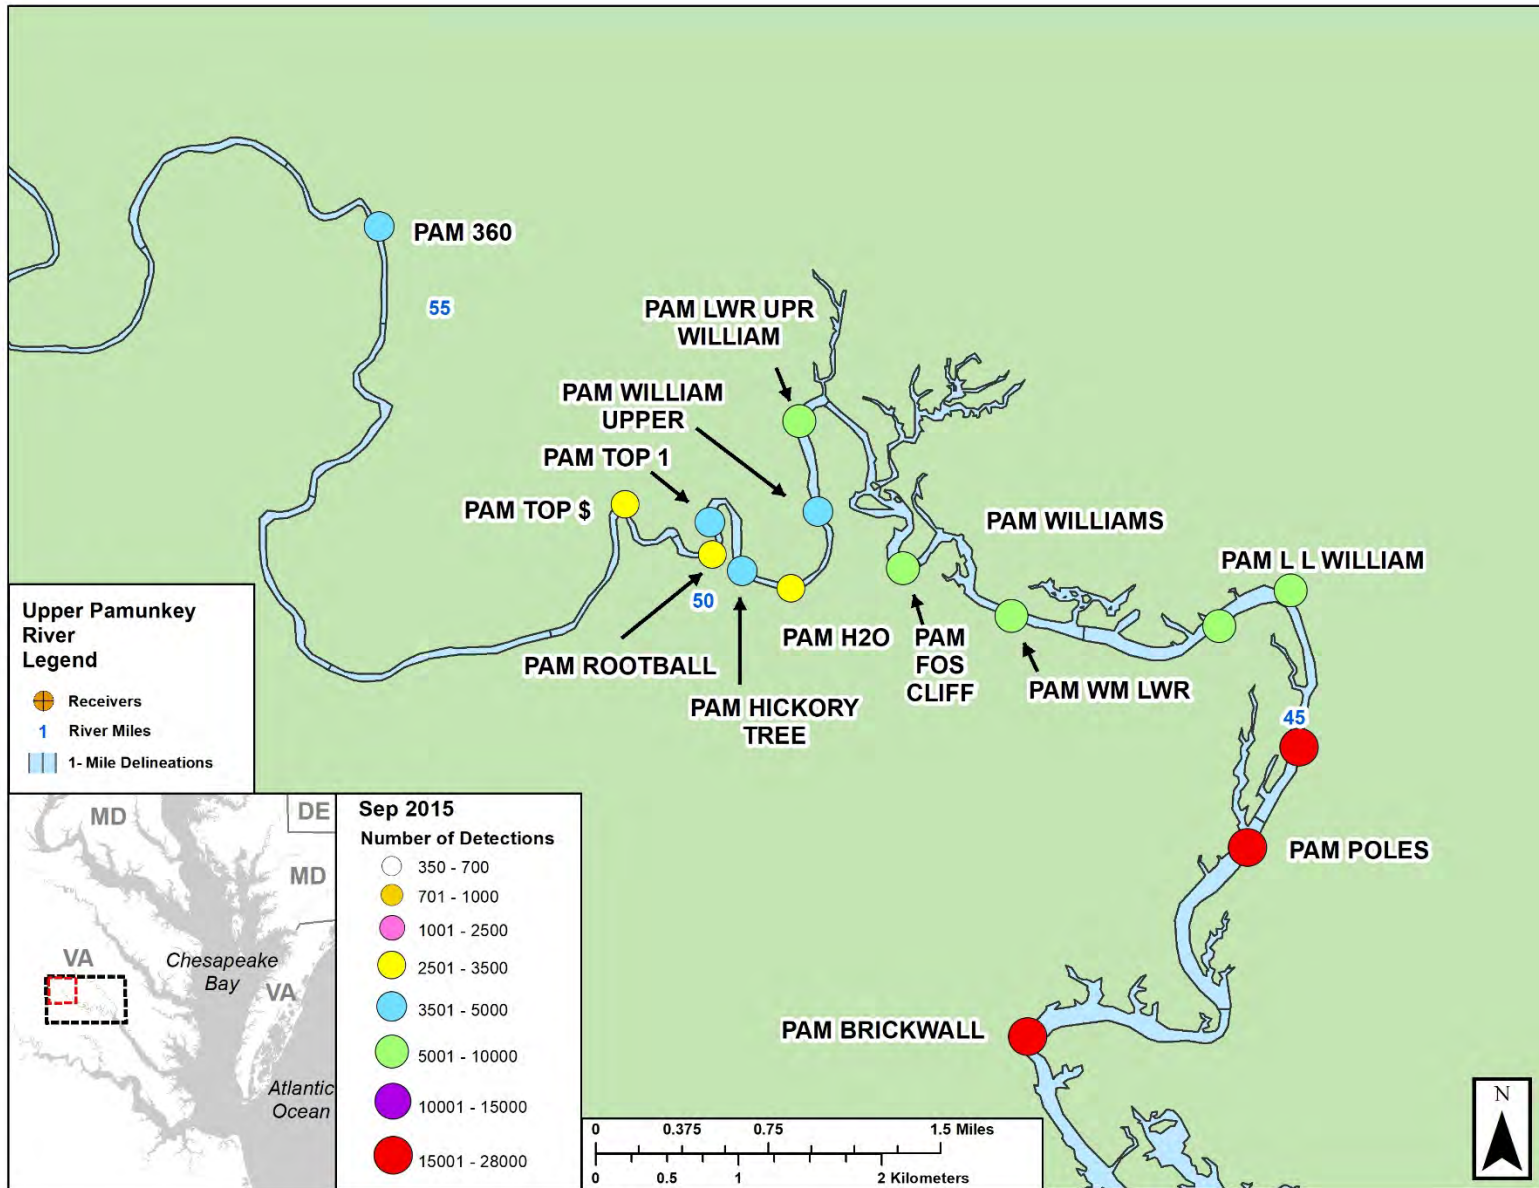 PAM 360
55
PAM LWR UPR
WILLIAM
PAM WILLIAM
UPPER
PAM TOP 1
PAM TOP $
PAM WILLIAMS
PAM L L WILLIAM
50
PAM ROOTBALL
PAM H2O
PAM
FOS
CLIFF
PAM WM LWR
PAM HICKORY
TREE
45
PAM POLES
PAM BRICKWALL
Upper Pamunkey
River
Legend
Receivers
1 River Miles
1- Mile Delineations
MD
DE
MD
VA
Chesapeake
Bay
VA
Atlantic
Ocean
Sep 2015
Number of Detections
350 - 700
701 - 1000
1001 - 2500
2501 - 3500
3501 - 5000
5001 - 10000
10001 - 15000
15001 - 28000
0 0.375 0.75 1.5 Miles
0 0.5 1 2 Kilometers
N